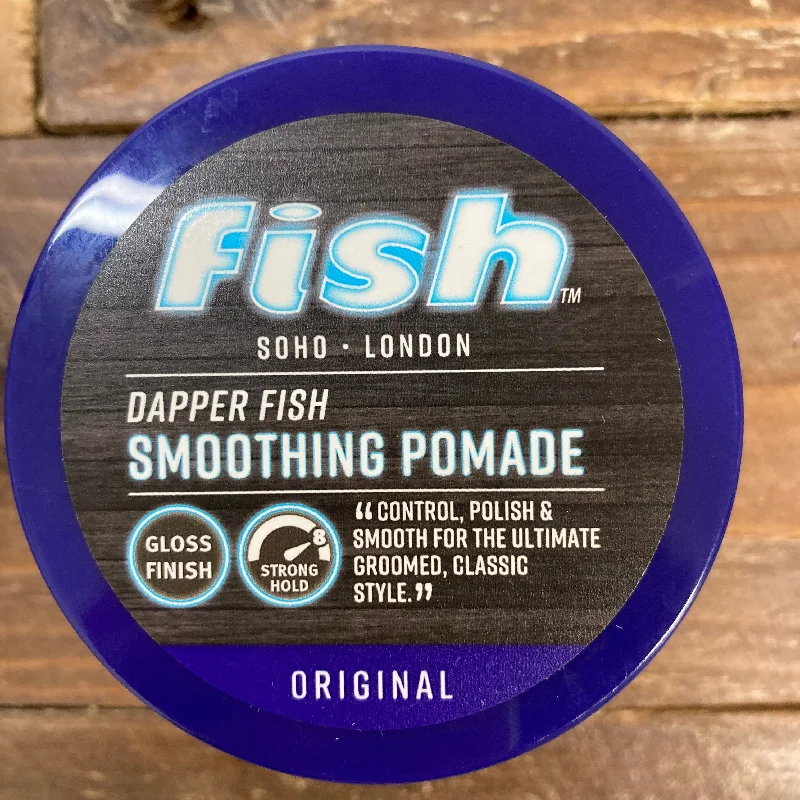 fish™
SOHO · LONDON
DAPPER FISH
SMOOTHING POMADE
GLOSS
FINISH
8
STRONG
HOLD
“CONTROL, POLISH &
SMOOTH FOR THE ULTIMATE
GROOMED, CLASSIC
STYLE.”
ORIGINAL